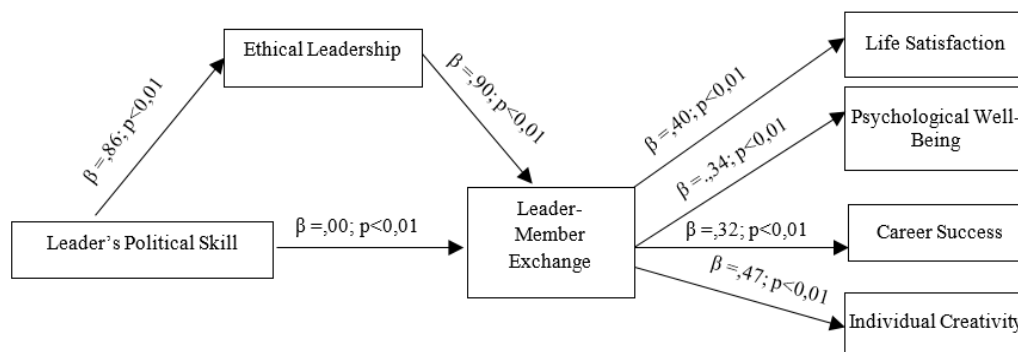 Ethical Leadership
Life Satisfaction
β =,86; p<0,01
β =,90; p<0,01
β =,40; p<0,01
Psychological Well-
Being
β =.,34; p<0,01
Leader's Political Skill
β =,00; p<0,01
Leader-
Member
Exchange
β =,32; p<0,01
Career Success
β =,47; p<0,01
Individual Creativity